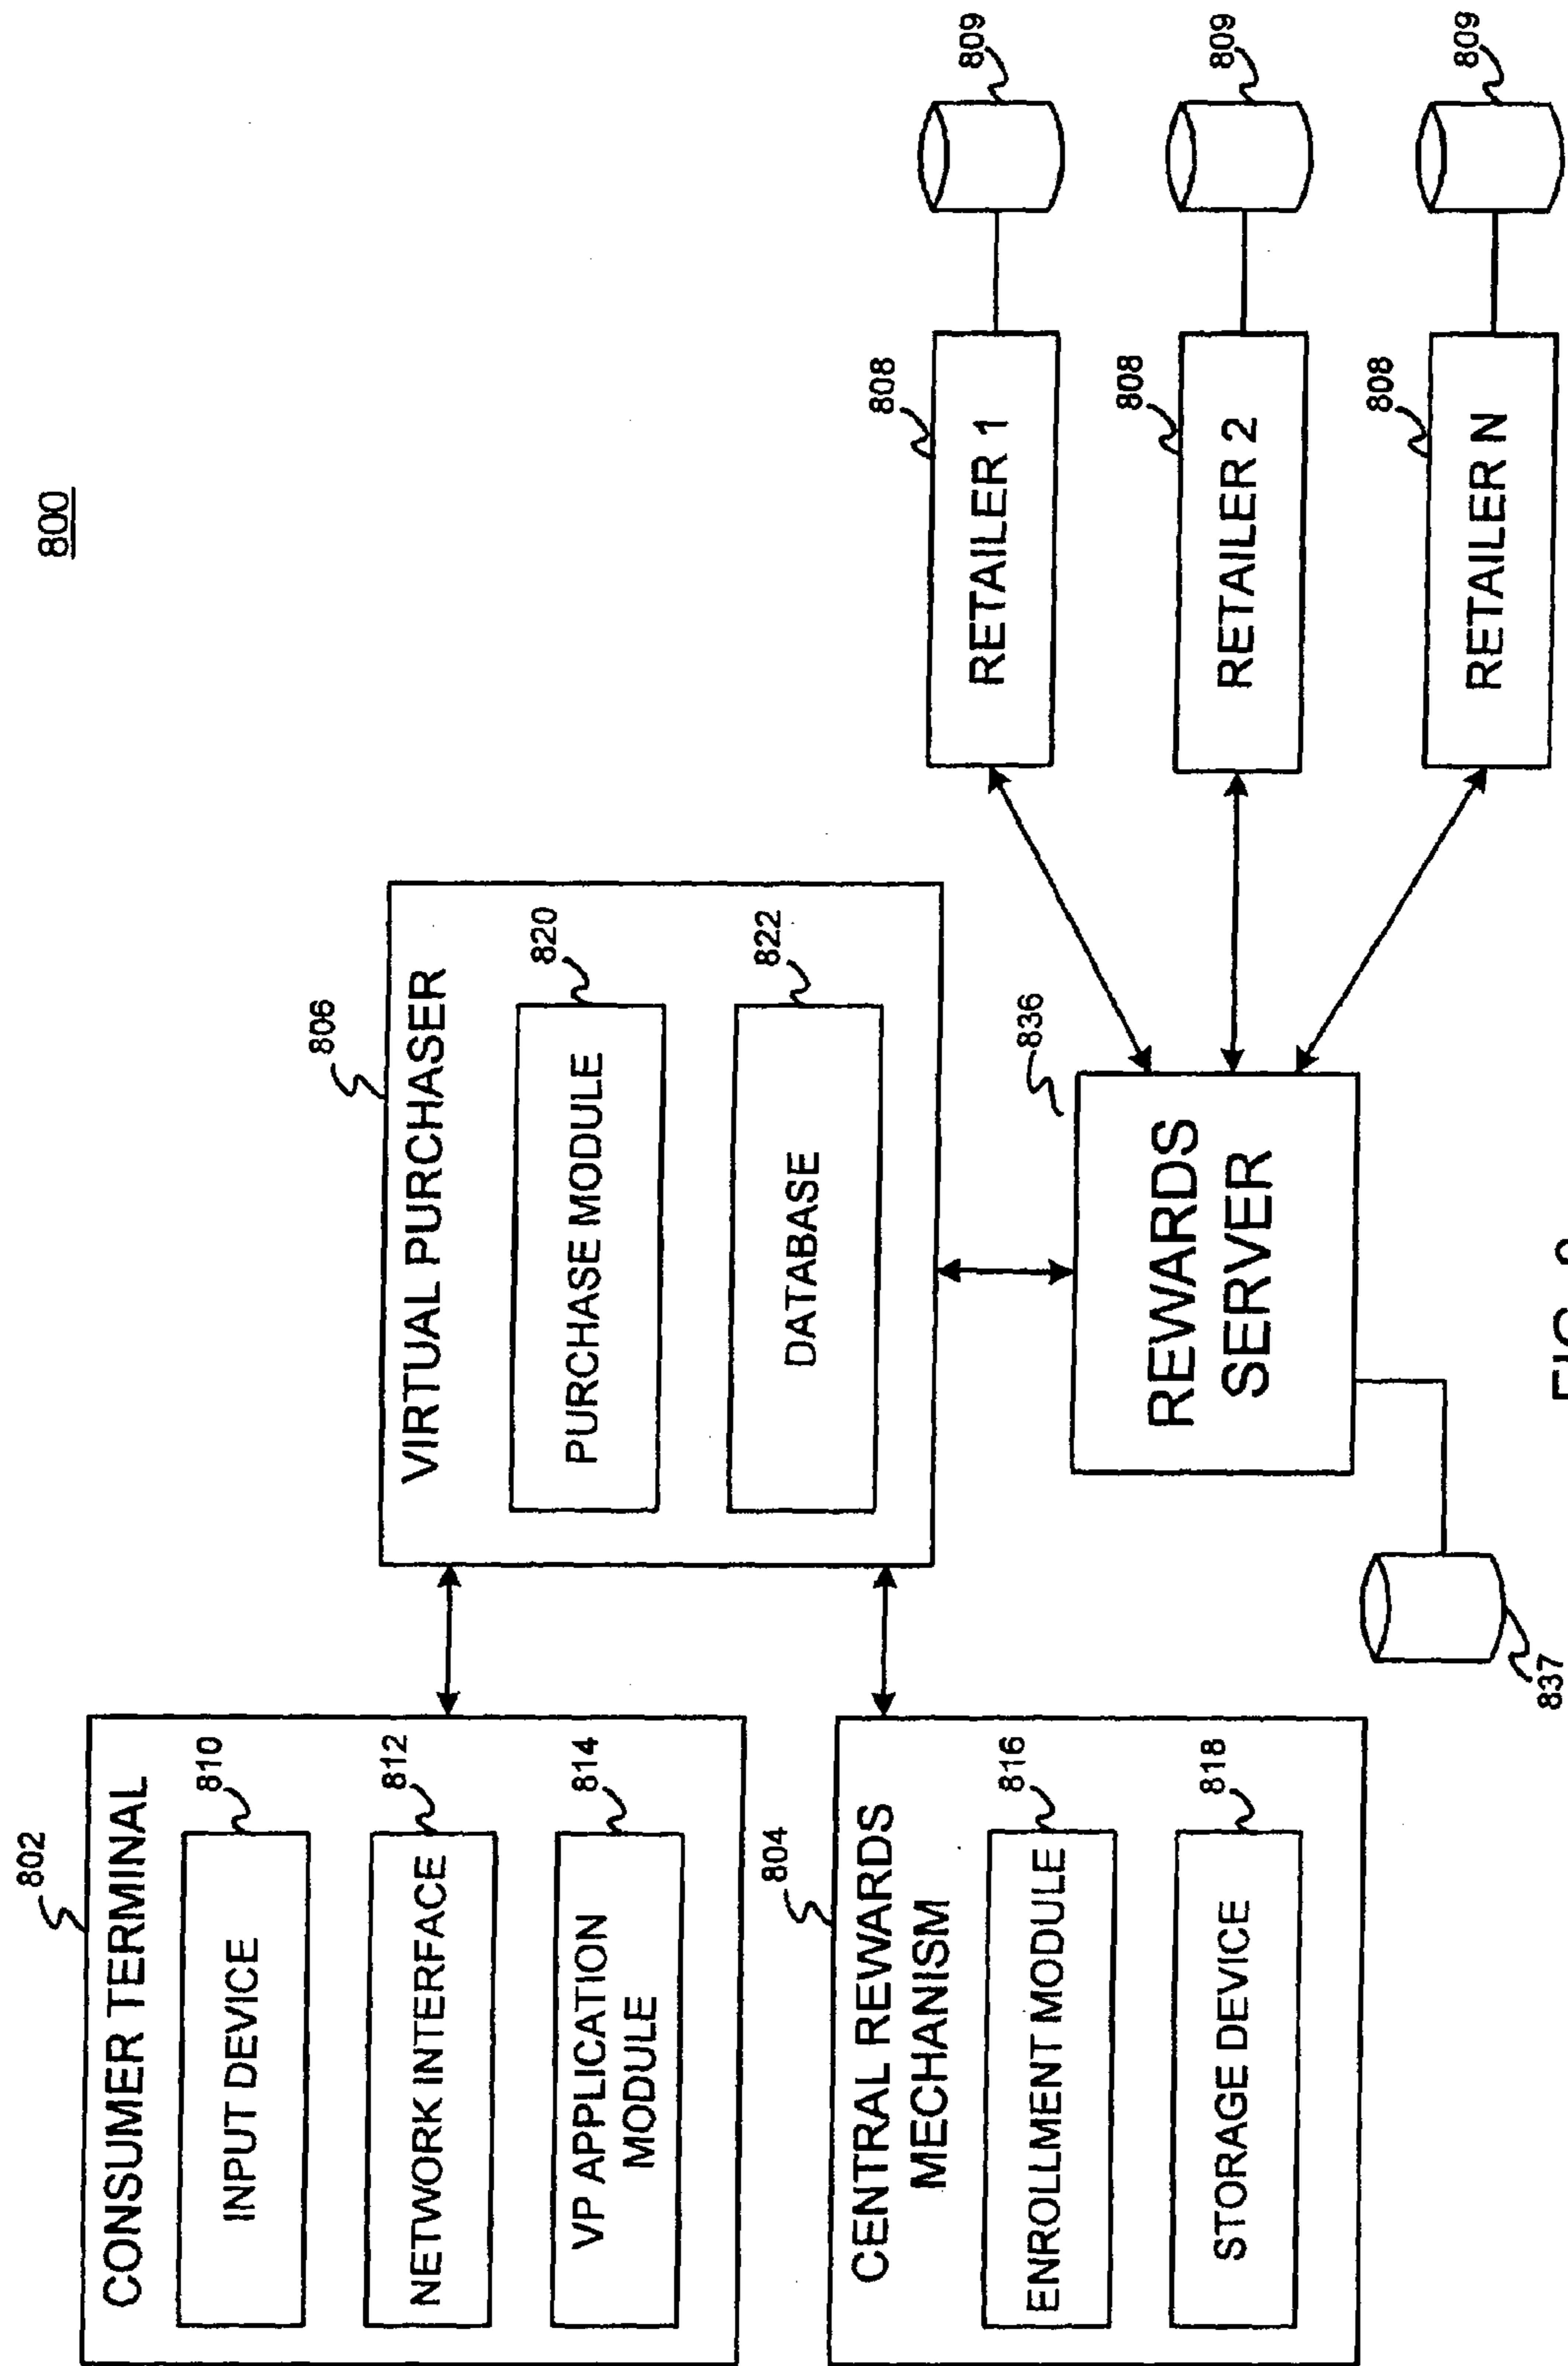 800
802
CONSUMER TERMINAL
810
INPUT DEVICE
812
NETWORK INTERFACE
814
VP APPLICATION
MODULE
804
CENTRAL REWARDS
MECHANISM
816
ENROLLMENT MODULE
818
STORAGE DEVICE
806
VIRTUAL PURCHASER
820
PURCHASE MODULE
822
DATABASE
836
REWARDS
SERVER
837
808
RETAILER 1
809
808
RETAILER 2
809
808
RETAILER N
809
FIG.